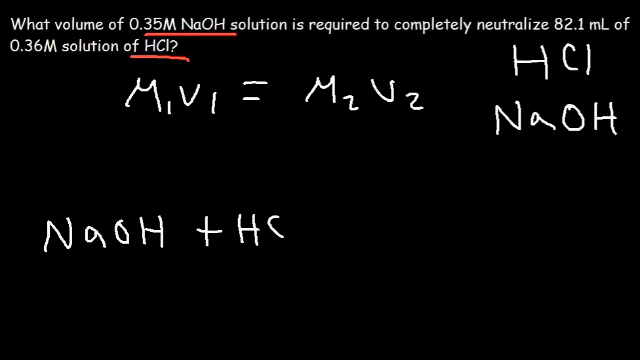 What volume of 0.35M NaOH solution is required to completely neutralize 82.1 mL of
0.36M solution of HCl?
M₁V₁ = M₂V₂
HCl
NaOH
NaOH + HC